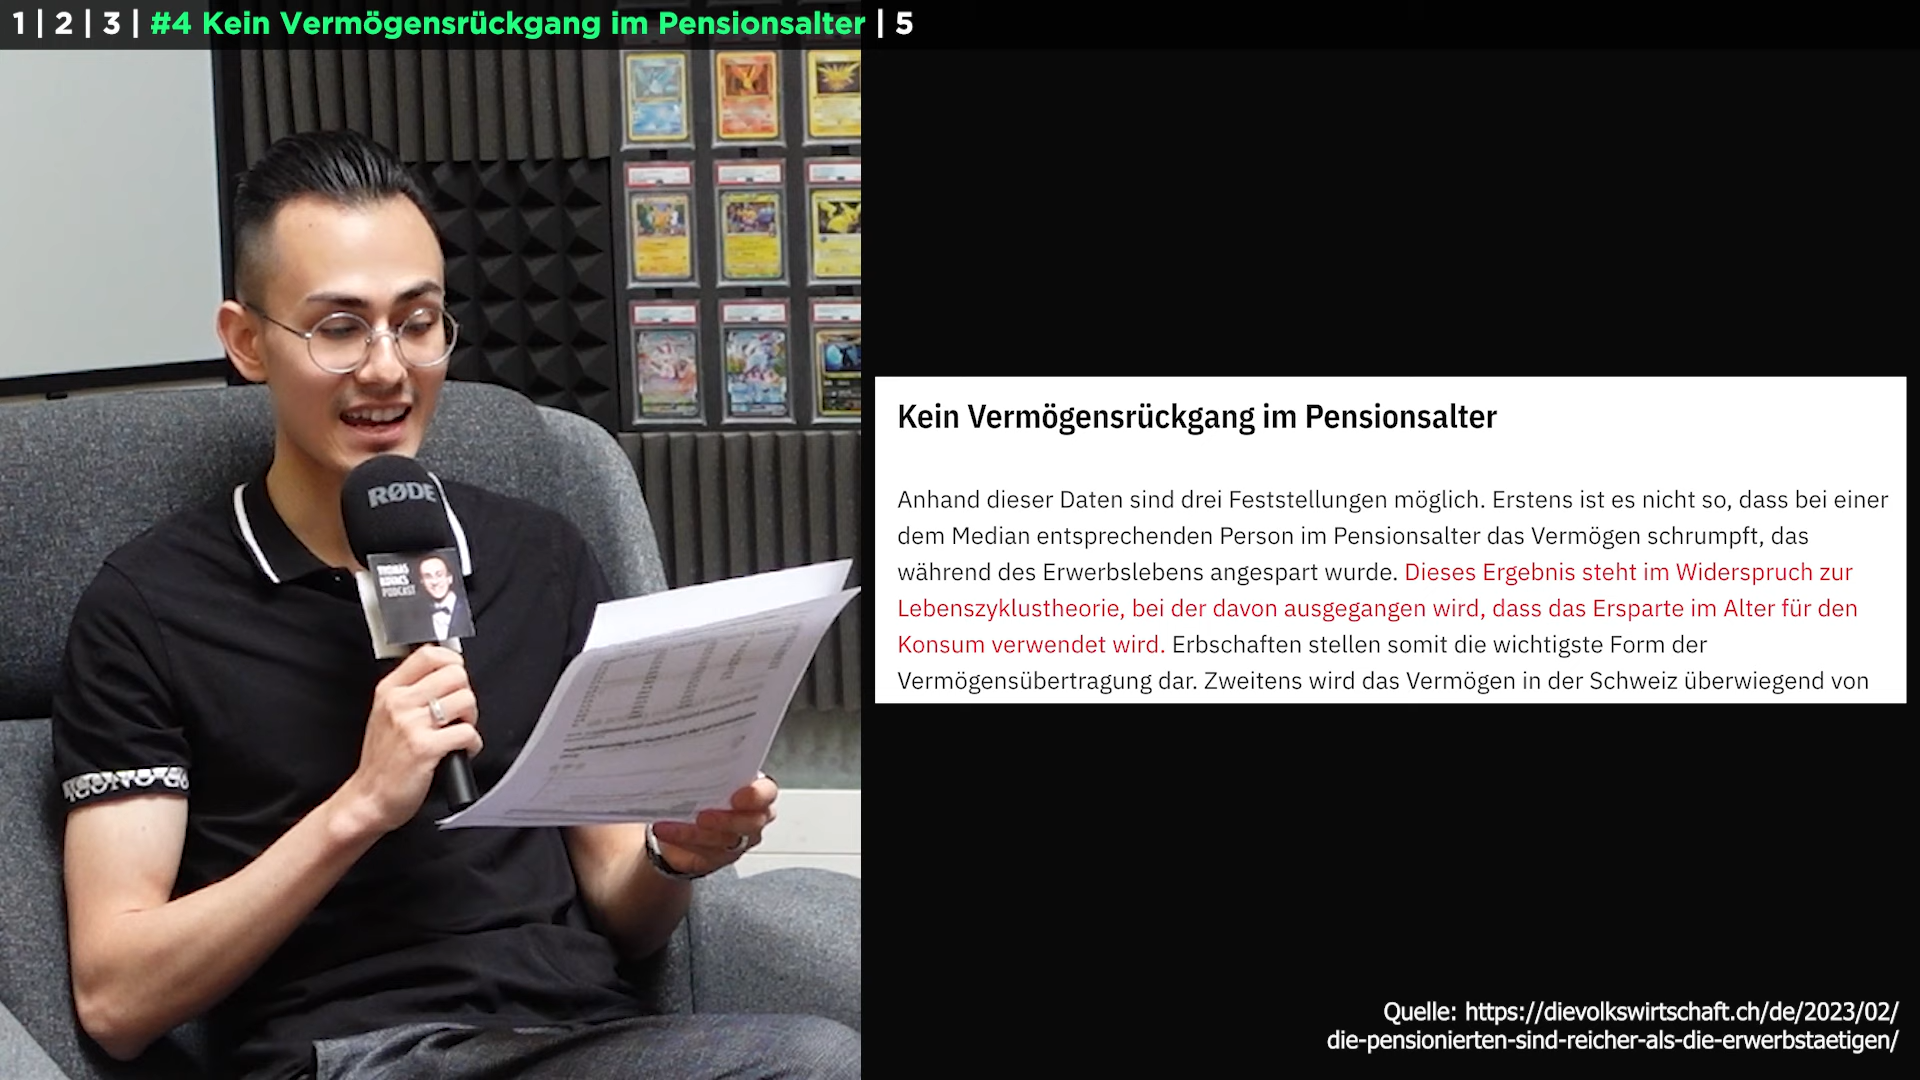 1 | 2 | 3 | #4 Kein Vermögensrückgang im Pensionsalter | 5
RØDE
THOMAS
KOVACS
PODCAST
Kein Vermögensrückgang im Pensionsalter
Anhand dieser Daten sind drei Feststellungen möglich. Erstens ist es nicht so, dass bei einer
dem Median entsprechenden Person im Pensionsalter das Vermögen schrumpft, das
während des Erwerbslebens angespart wurde. Dieses Ergebnis steht im Widerspruch zur
Lebenszyklustheorie, bei der davon ausgegangen wird, dass das Ersparte im Alter für den
Konsum verwendet wird. Erbschaften stellen somit die wichtigste Form der
Vermögensübertragung dar. Zweitens wird das Vermögen in der Schweiz überwiegend von
Quelle: https://dievolkswirtschaft.ch/de/2023/02/
die-pensionierten-sind-reicher-als-die-erwerbstaetigen/